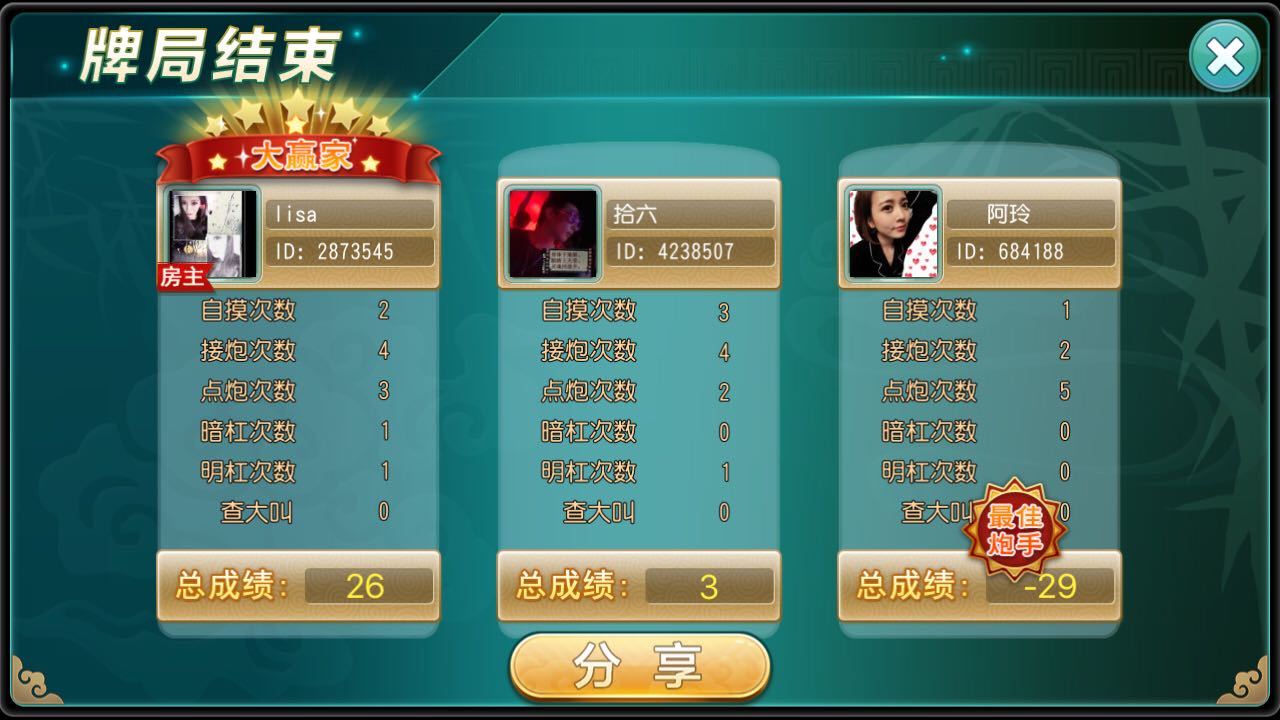 牌局结束
大赢家
lisa
ID: 2873545
房主
自摸次数 2
接炮次数 4
点炮次数 3
暗杠次数 1
明杠次数 1
查大叫 0
总成绩: 26
拾六
ID: 4238507
自摸次数 3
接炮次数 4
点炮次数 2
暗杠次数 0
明杠次数 1
查大叫 0
总成绩: 3
阿玲
ID: 684188
自摸次数 1
接炮次数 2
点炮次数 5
暗杠次数 0
明杠次数 0
查大叫 0
最佳
炮手
总成绩: -29
分享